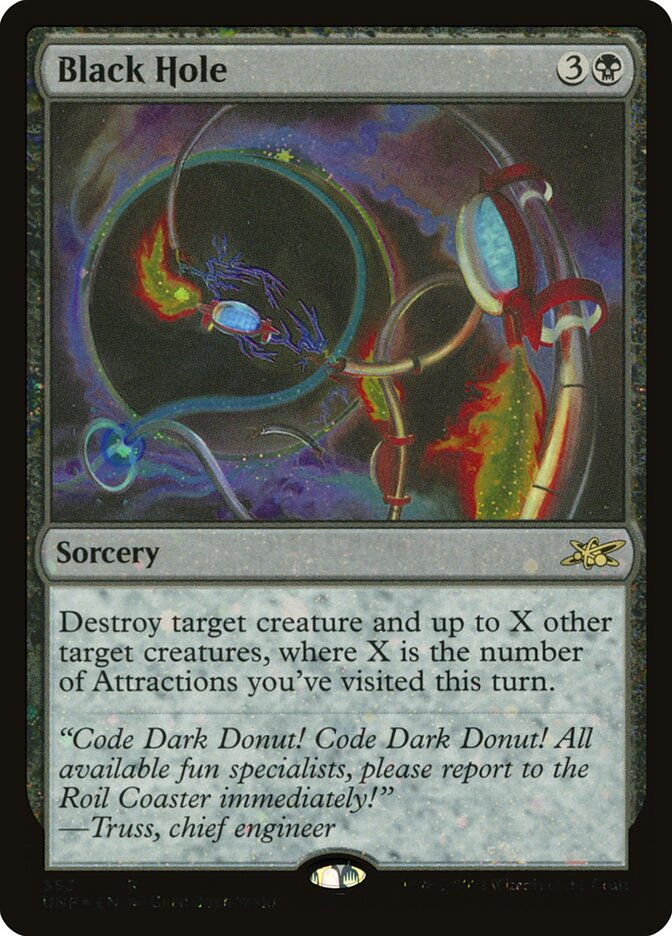 Black Hole
3
Sorcery
Destroy target creature and up to X other
target creatures, where X is the number
of Attractions you've visited this turn.
"Code Dark Donut! Code Dark Donut! All
available fun specialists, please report to the
Roil Coaster immediately!"
—Truss, chief engineer
R
UNF EN